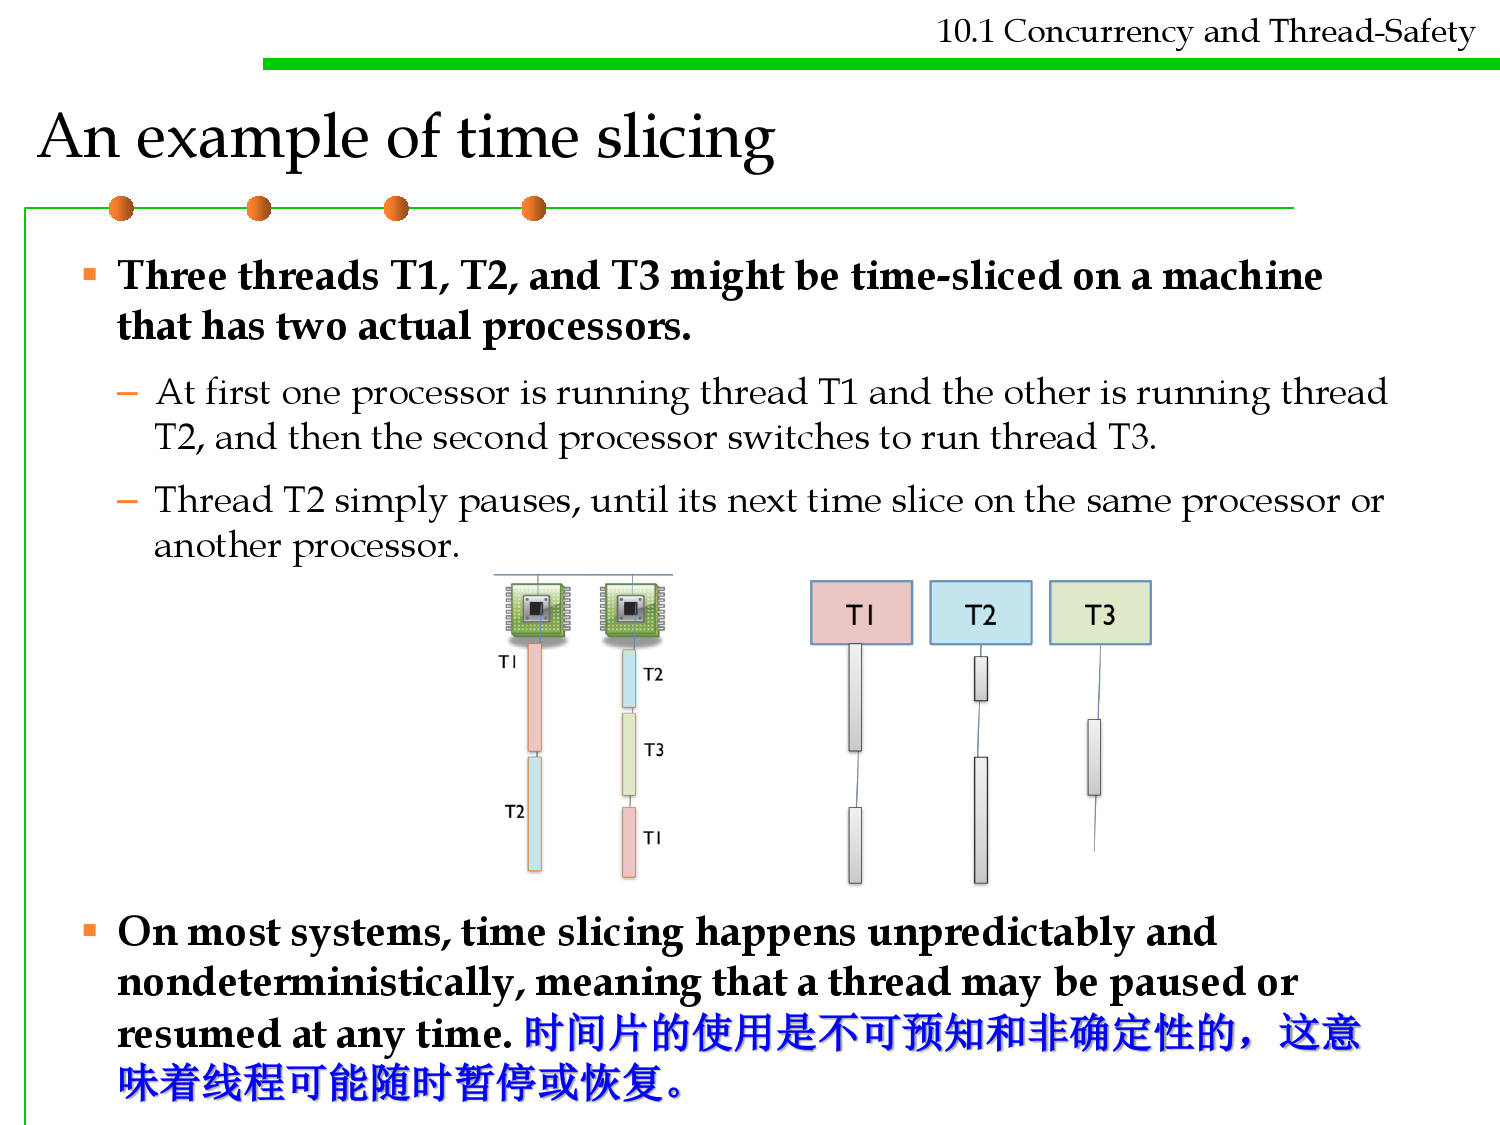 10.1 Concurrency and Thread-Safety
An example of time slicing
▪ Three threads T1, T2, and T3 might be time-sliced on a machine
that has two actual processors.
– At first one processor is running thread T1 and the other is running thread
T2, and then the second processor switches to run thread T3.
– Thread T2 simply pauses, until its next time slice on the same processor or
another processor.
T1
T2
T3
T2
T1
T1 T2 T3
▪ On most systems, time slicing happens unpredictably and
nondeterministically, meaning that a thread may be paused or
resumed at any time. 时间片的使用是不可预知和非确定性的，这意
味着线程可能随时暂停或恢复。